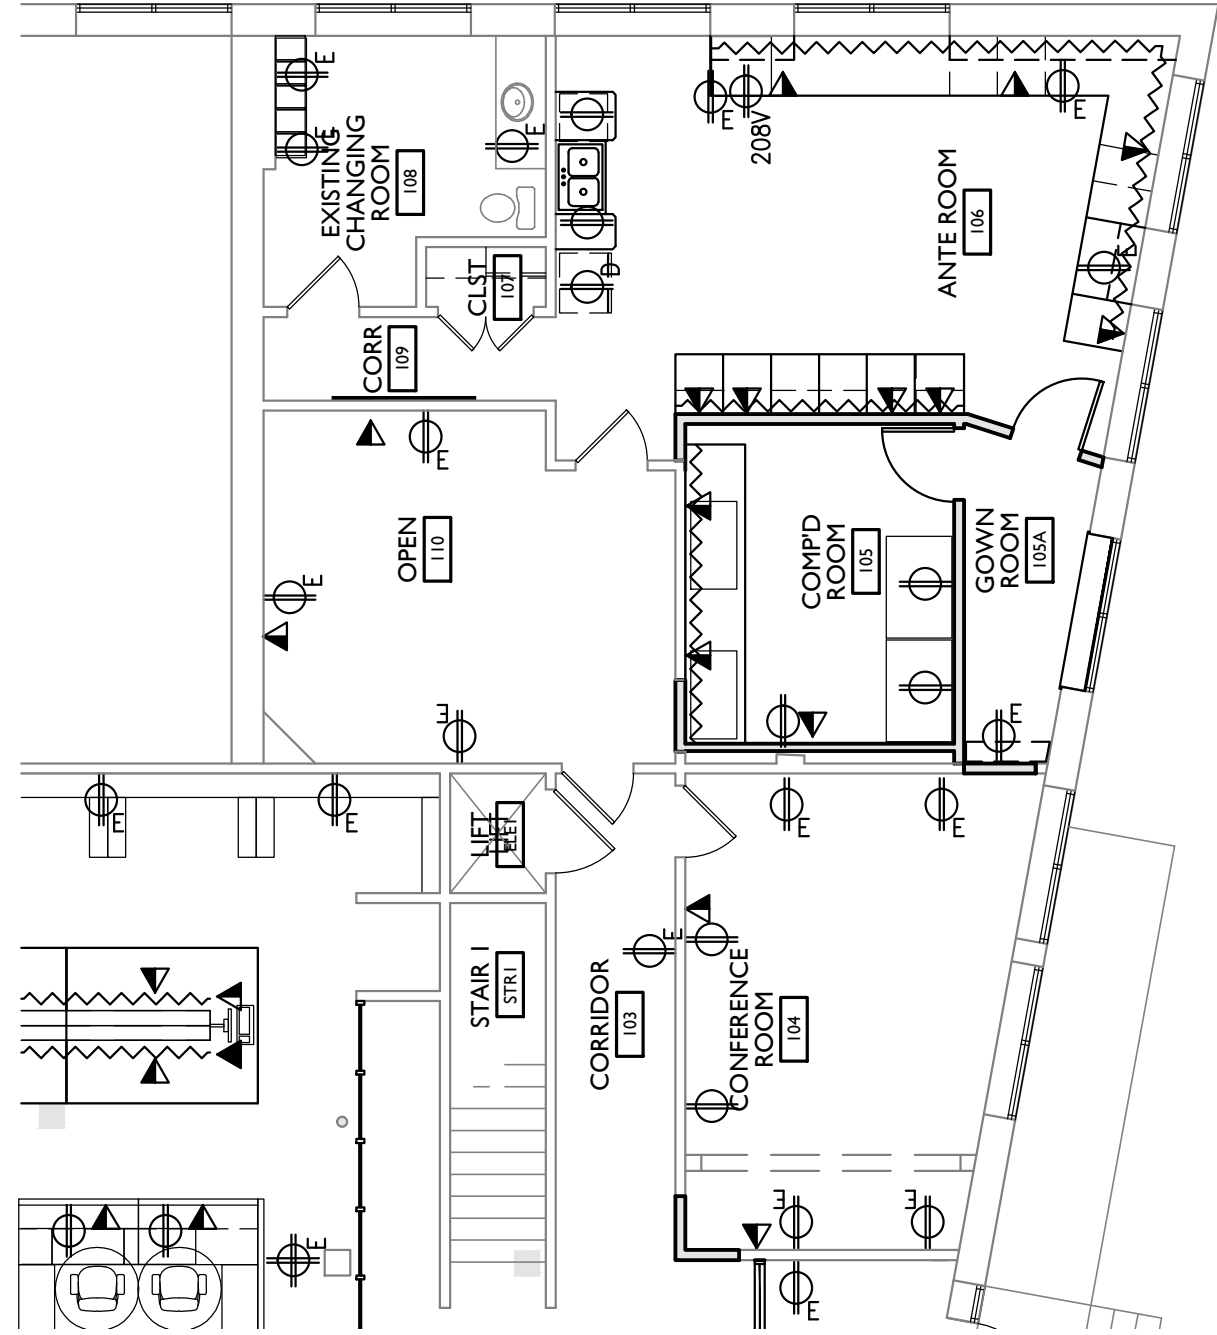 E
E
E
EXISTING
CHANGING
ROOM
108
E
208V
E
ANTE ROOM
106
D
CLST
107
CORR
109
E
OPEN
110
E
E
COMP'D
ROOM
105
GOWN
ROOM
105A
E
E
E
LIFT
ELE1
E
E
STAIR 1
STR1
E
CORRIDOR
103
CONFERENCE
ROOM
104
E
E
E
E